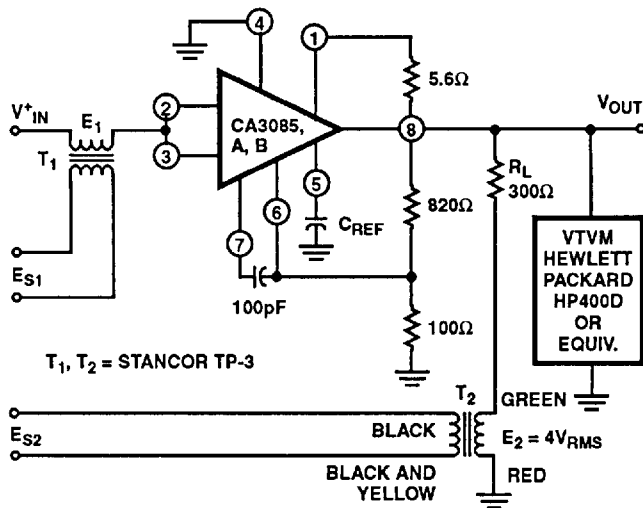 4
1
5.6Ω
V+IN
E1
2
CA3085,
A, B
8
VOUT
T1
3
RL
300Ω
5
820Ω
6
7
CREF
VTVM
HEWLETT
PACKARD
HP400D
OR
EQUIV.
ES1
100pF
100Ω
T1, T2 = STANCOR TP-3
T2
GREEN
ES2
BLACK
E2 = 4VRMS
BLACK AND
YELLOW
RED